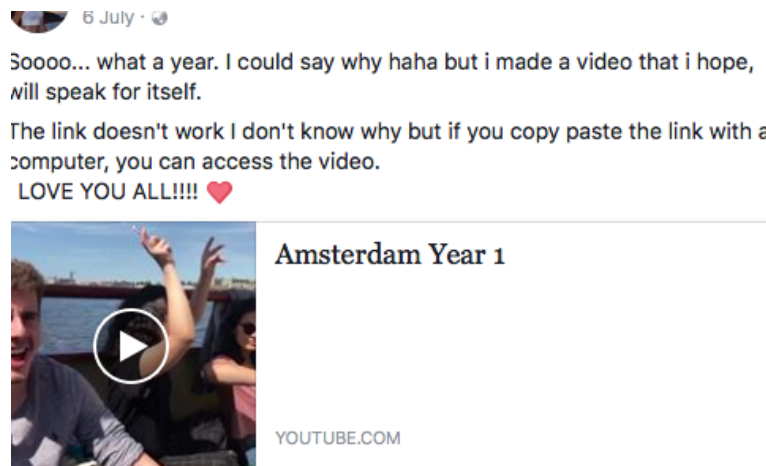 6 July ·
Soooo... what a year. I could say why haha but i made a video that i hope,
will speak for itself.
The link doesn't work I don't know why but if you copy paste the link with a
computer, you can access the video.
LOVE YOU ALL!!!! ❤
Amsterdam Year 1
YOUTUBE.COM